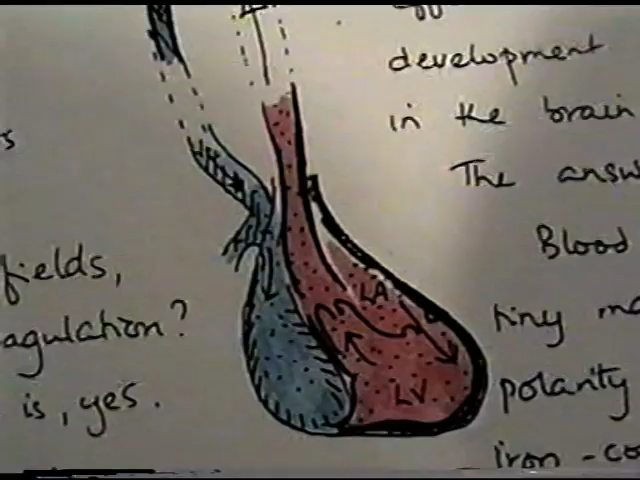 development
in the brain
The answ
fields,
agulation?
is, yes.
Blood
tiny ma
polarity
iron-co
LA
LV